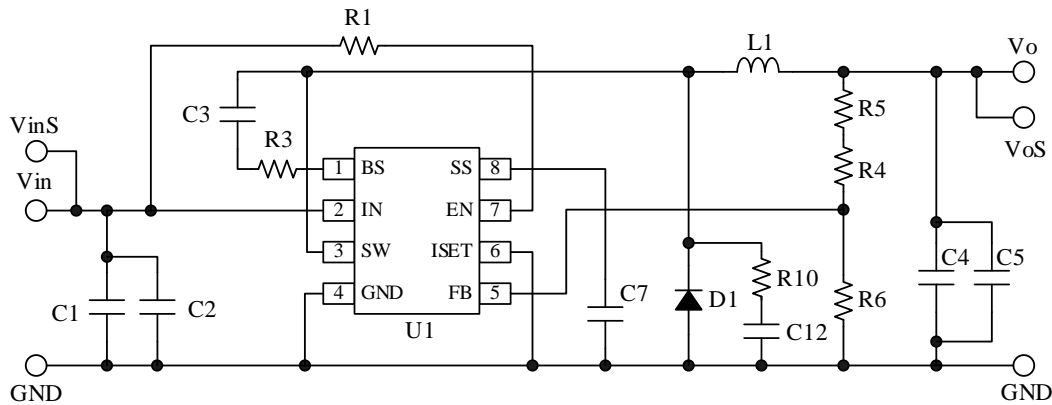 R1
L1
Vo
C3
R5
VinS
R3
VoS
1 BS SS 8
R4
Vin
2 IN EN 7
3 SW ISET 6
C4 C5
R10
4 GND FB 5
C7 D1 R6
C1 C2
U1
C12
GND GND